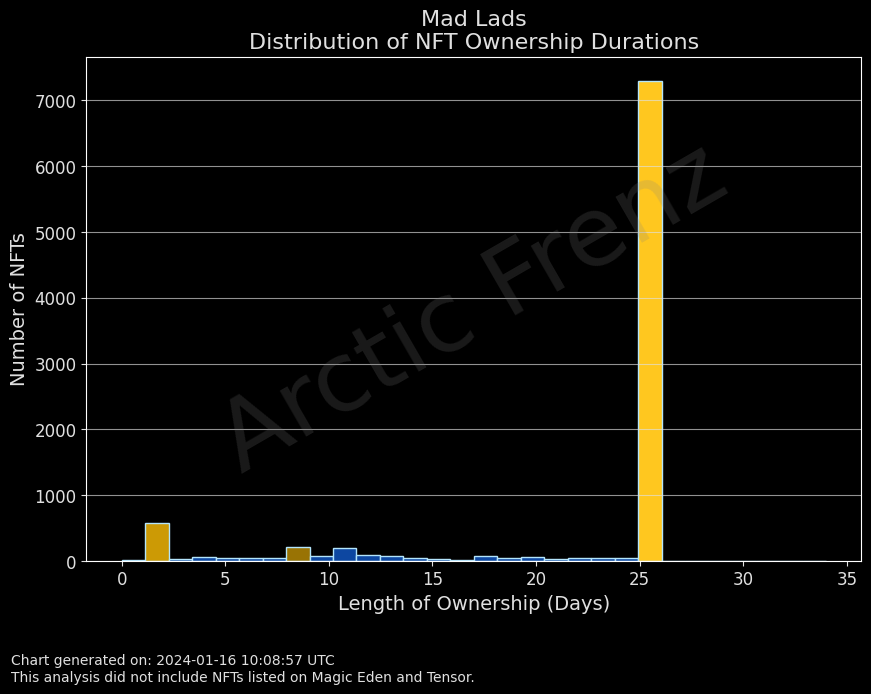 Mad Lads
Distribution of NFT Ownership Durations
Number of NFTs
7000
6000
5000
4000
3000
2000
1000
0
Arctic Frenz
0 5 10 15 20 25 30 35
Length of Ownership (Days)
Chart generated on: 2024-01-16 10:08:57 UTC
This analysis did not include NFTs listed on Magic Eden and Tensor.